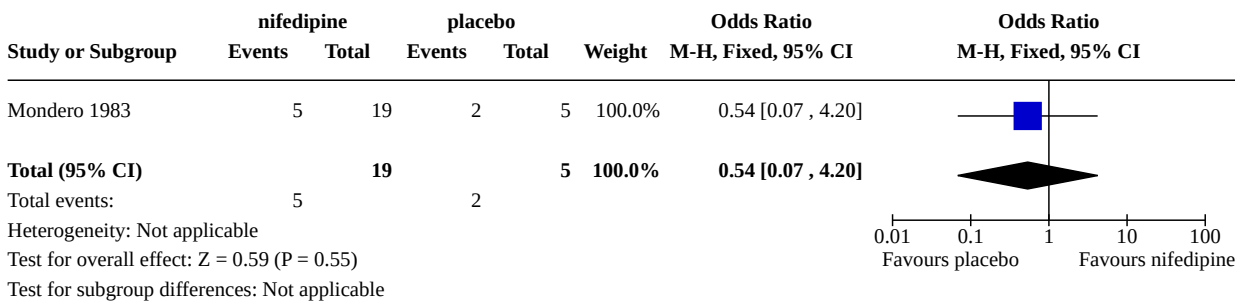 nifedipine placebo Odds Ratio Odds Ratio
Study or Subgroup Events Total Events Total Weight M-H, Fixed, 95% CI M-H, Fixed, 95% CI
Mondero 1983 5 19 2 5 100.0% 0.54 [0.07 , 4.20]
Total (95% CI) 19 5 100.0% 0.54 [0.07 , 4.20]
Total events: 5 2
Heterogeneity: Not applicable
0.01 0.1 1 10 100
Test for overall effect: Z = 0.59 (P = 0.55) Favours placebo Favours nifedipine
Test for subgroup differences: Not applicable